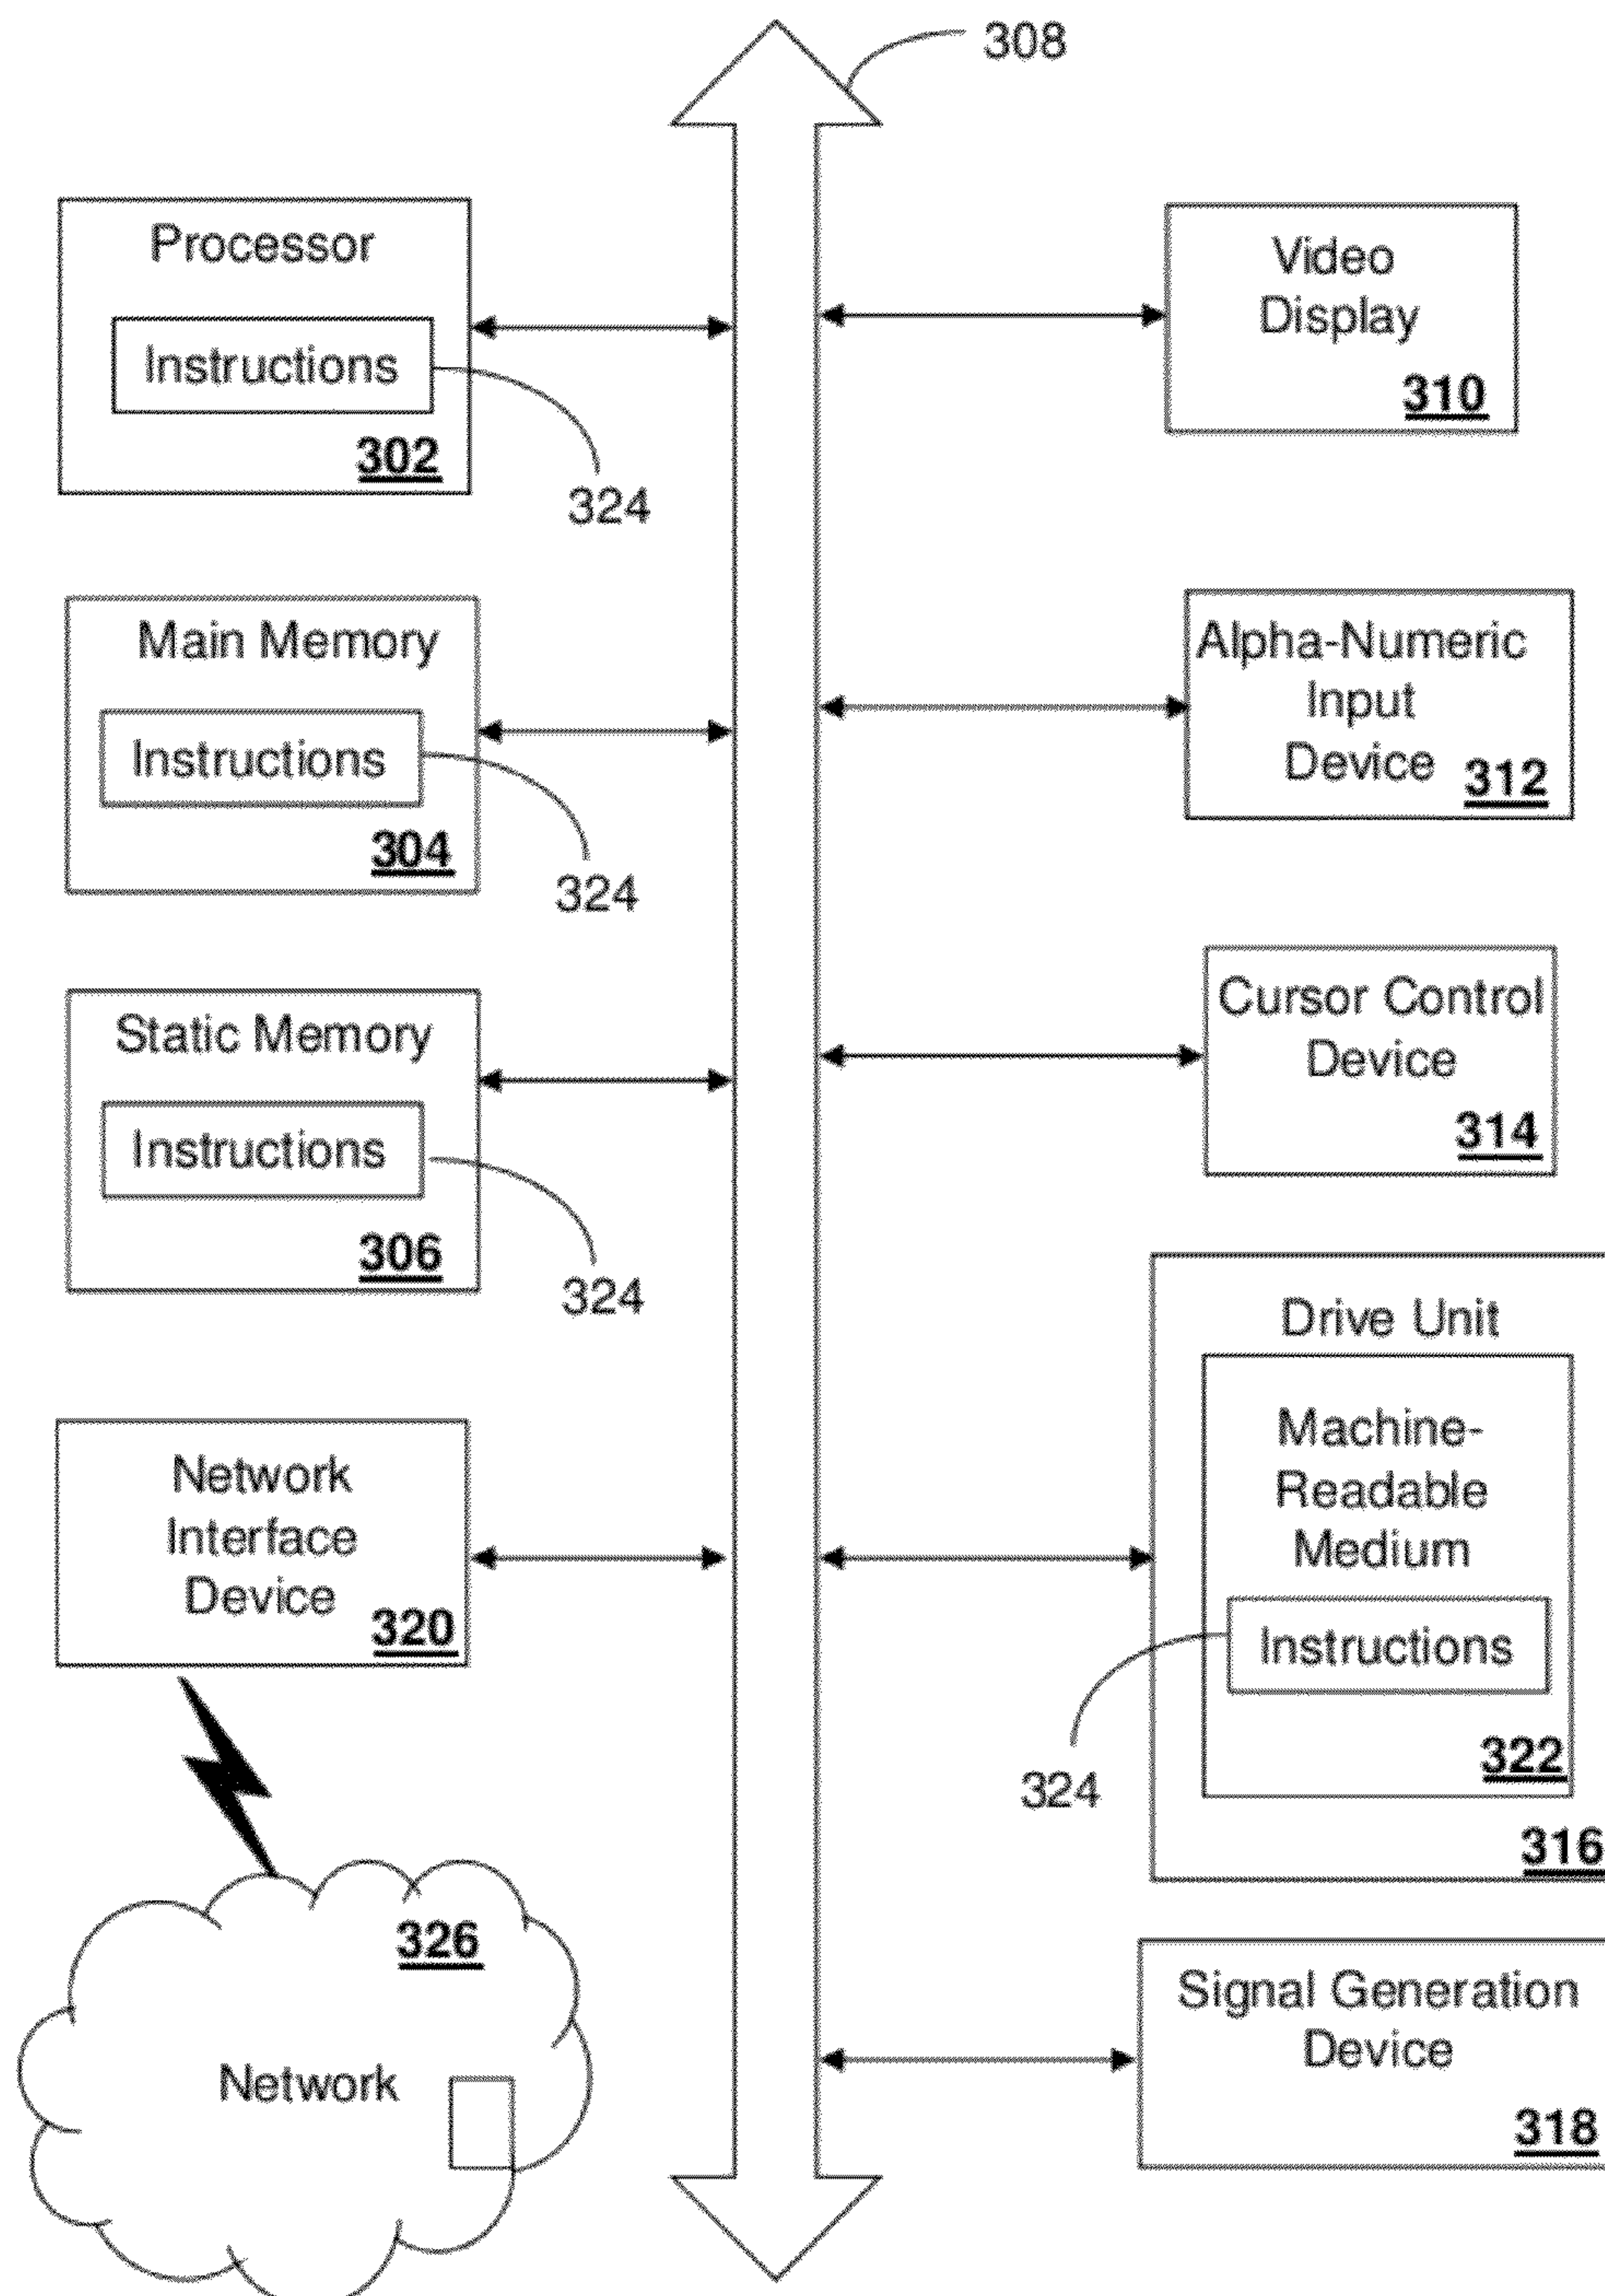 308
Processor
Instructions
302
324
Main Memory
Instructions
304
324
Static Memory
Instructions
306
324
Network
Interface
Device
320
326
Network
Video
Display
310
Alpha-Numeric
Input
Device
312
Cursor Control
Device
314
Drive Unit
Machine-
Readable
Medium
Instructions
324
322
316
Signal Generation
Device
318